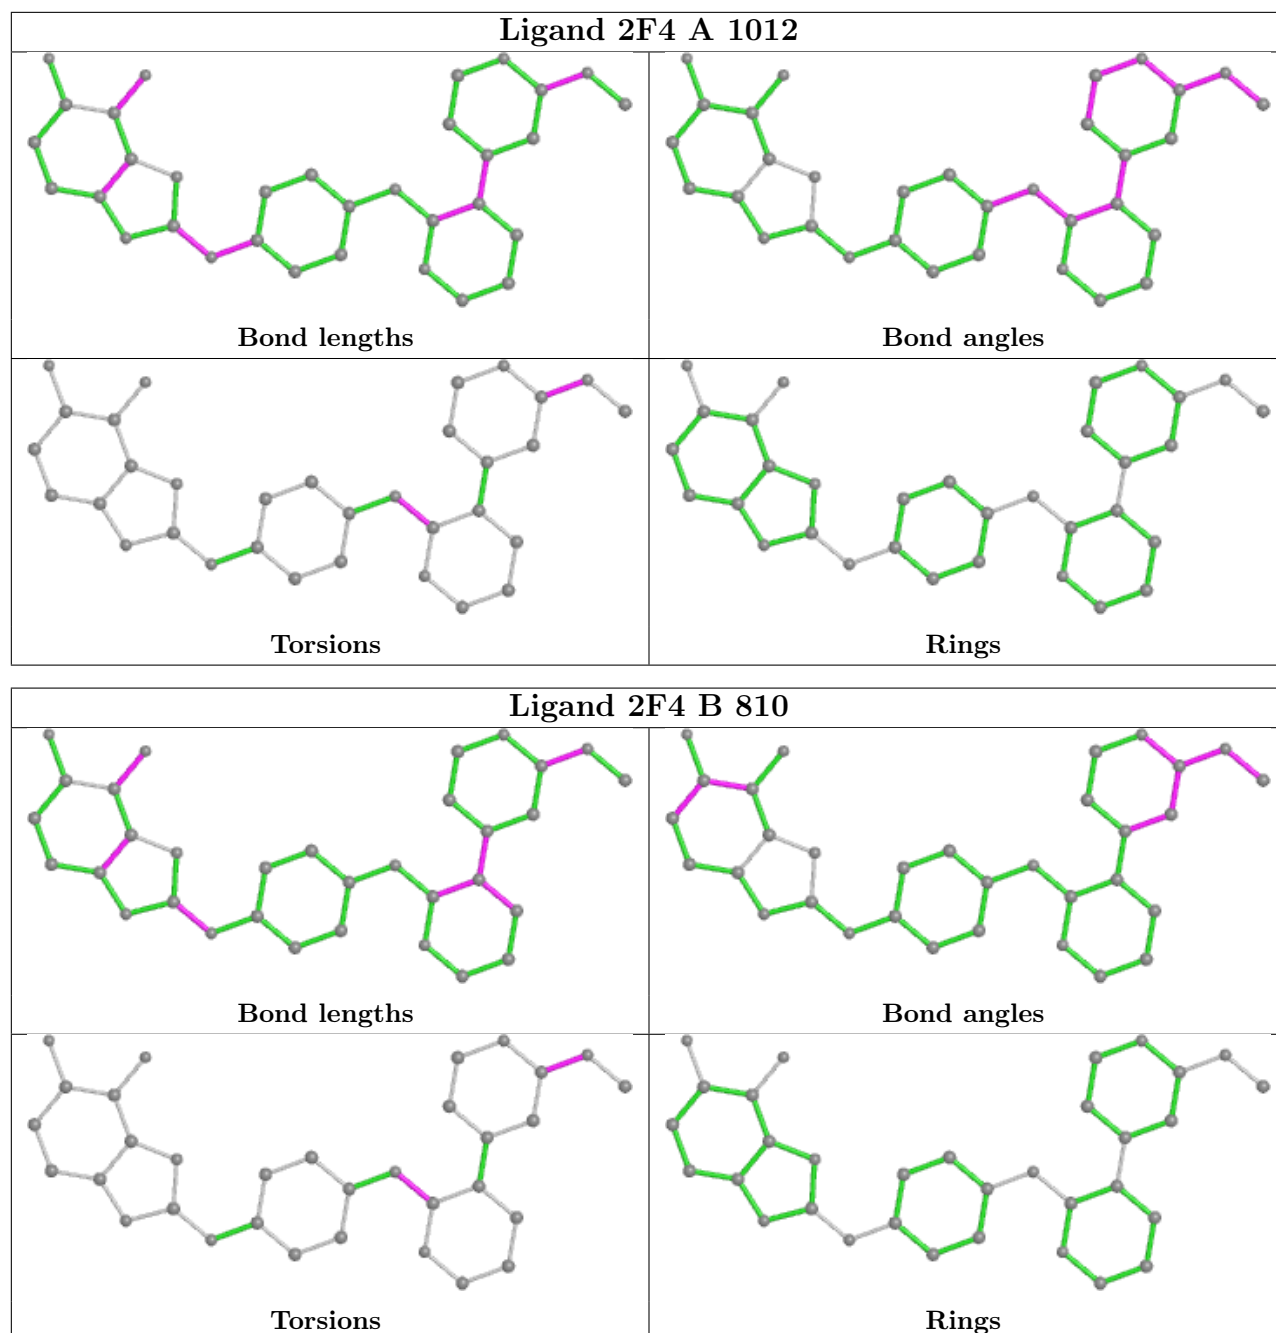 Ligand 2F4 A 1012
Bond lengths
Bond angles
Torsions
Rings
Ligand 2F4 B 810
Bond lengths
Bond angles
Torsions
Rings